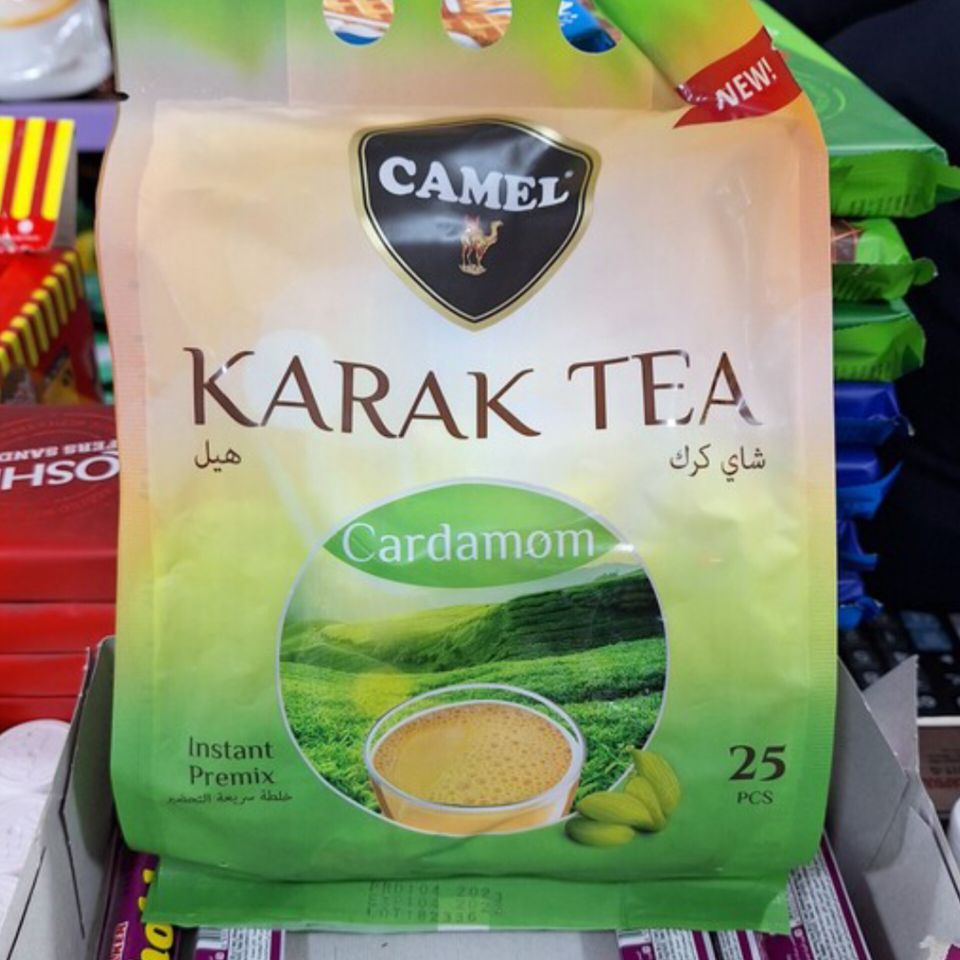 NEW!
CAMEL
KARAK TEA
هيل شاي كرك
Cardamom
Instant
Premix
خلطة سريعة التحضير
25
PCS